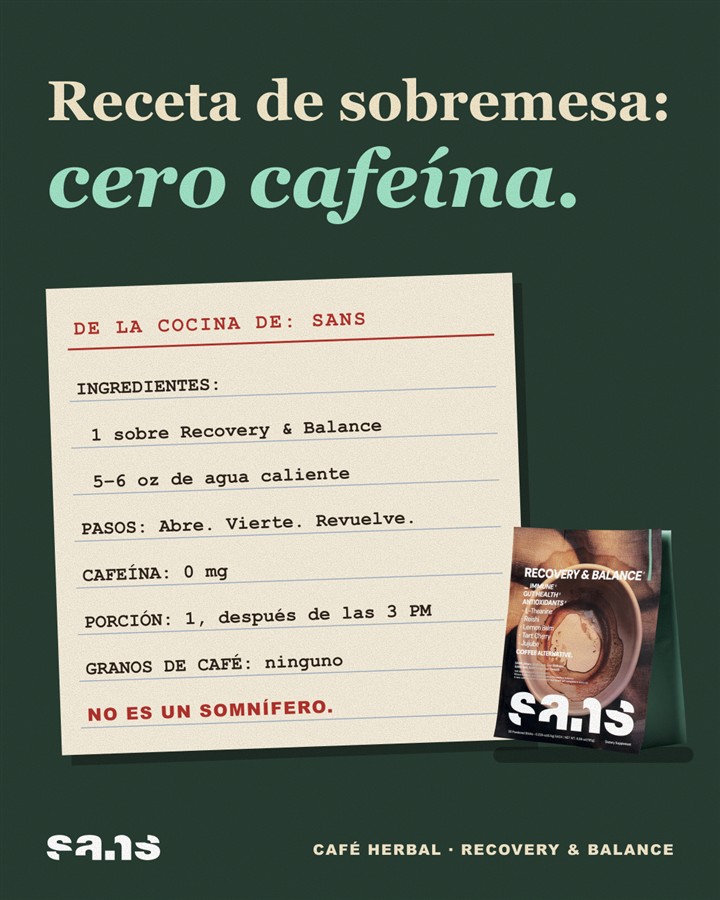 Receta de sobremesa:
cero cafeína.
DE LA COCINA DE: SANS
INGREDIENTES:
1 sobre Recovery & Balance
5–6 oz de agua caliente
PASOS: Abre. Vierte. Revuelve.
CAFEÍNA: 0 mg
PORCIÓN: 1, después de las 3 PM
GRANOS DE CAFÉ: ninguno
NO ES UN SOMNÍFERO.
RECOVERY & BALANCE
IMMUNE
GUT HEALTH
ANTIOXIDANTS
L-Theanine
Reishi
Lemon Balm
Tart Cherry
Jujube
COFFEE ALTERNATIVE.
sans
sans
CAFÉ HERBAL · RECOVERY & BALANCE